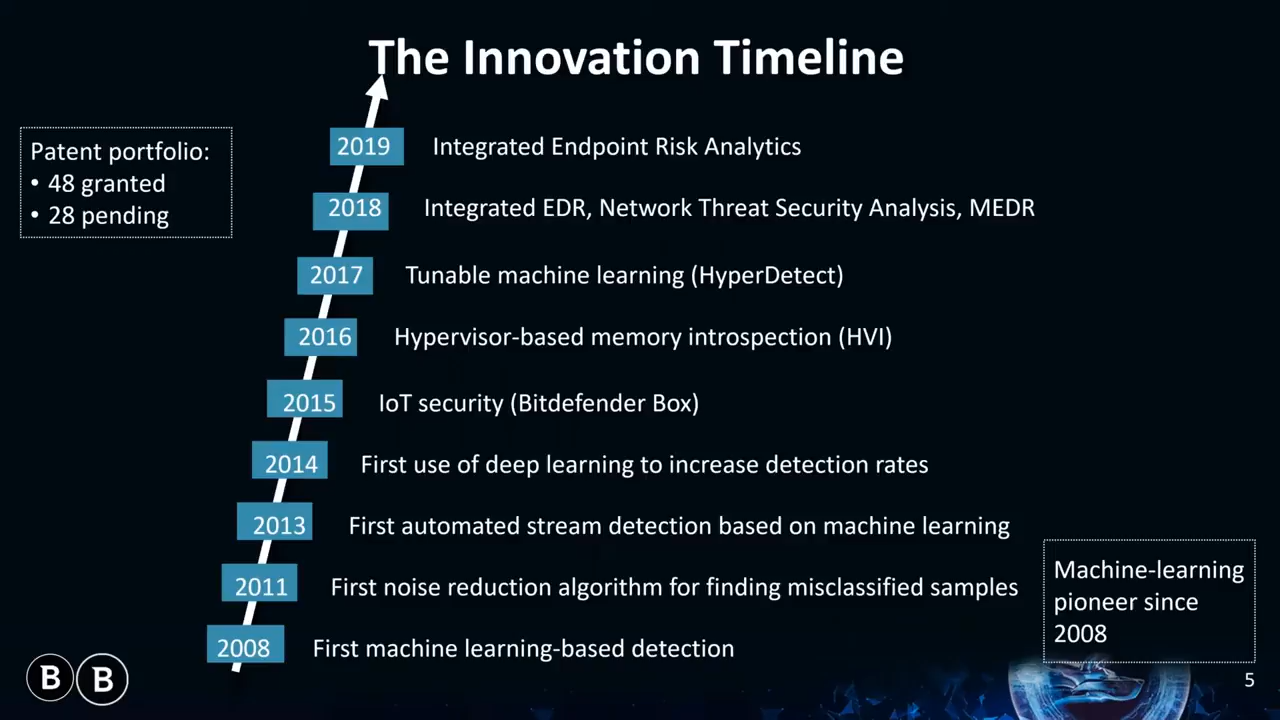 The Innovation Timeline
Patent portfolio:
• 48 granted
• 28 pending
2019 Integrated Endpoint Risk Analytics
2018 Integrated EDR, Network Threat Security Analysis, MEDR
2017 Tunable machine learning (HyperDetect)
2016 Hypervisor-based memory introspection (HVI)
2015 IoT security (Bitdefender Box)
2014 First use of deep learning to increase detection rates
2013 First automated stream detection based on machine learning
2011 First noise reduction algorithm for finding misclassified samples
2008 First machine learning-based detection
Machine-learning
pioneer since
2008
B B
5